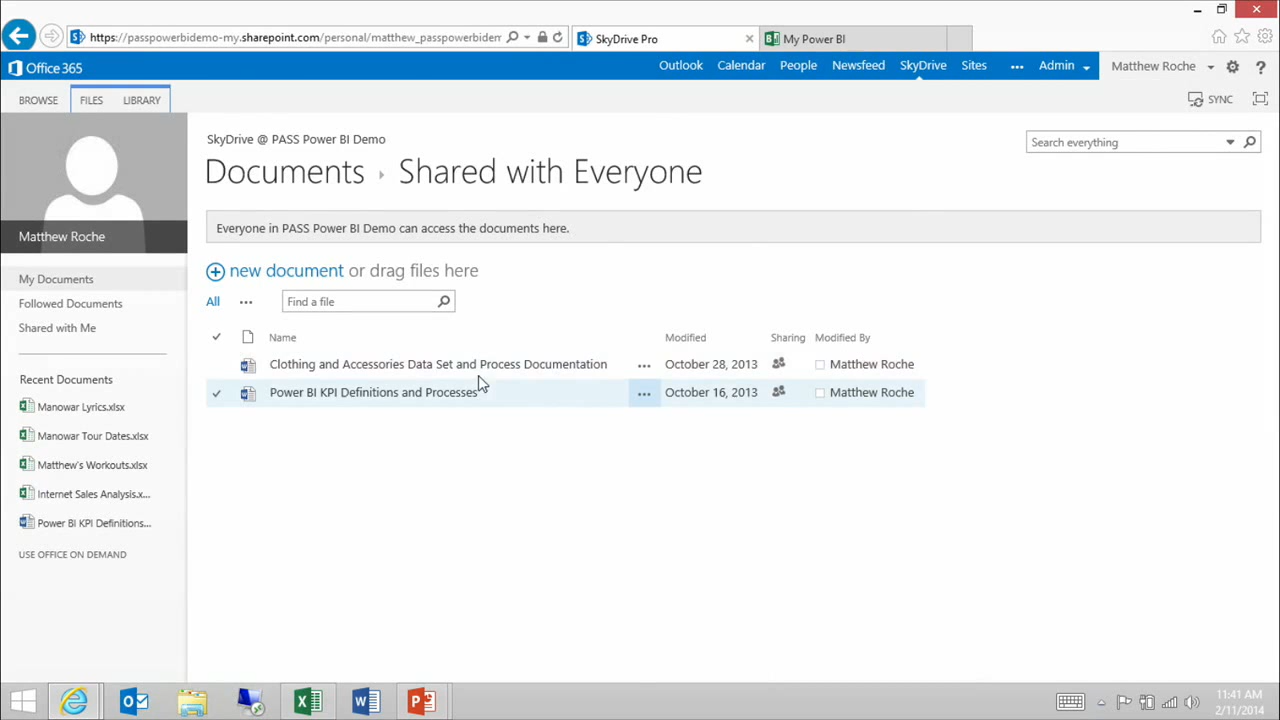 https://passpowerbidemo-my.sharepoint.com/personal/matthew_passpowerbidem
SkyDrive Pro
My Power BI
Office 365
Outlook Calendar People Newsfeed SkyDrive Sites ••• Admin Matthew Roche ?
BROWSE FILES LIBRARY
SYNC
SkyDrive @ PASS Power BI Demo
Search everything
Documents ▸ Shared with Everyone
Matthew Roche
Everyone in PASS Power BI Demo can access the documents here.
new document or drag files here
My Documents
Followed Documents
Shared with Me
All ••• Find a file
Name Modified Sharing Modified By
Clothing and Accessories Data Set and Process Documentation ••• October 28, 2013 Matthew Roche
Power BI KPI Definitions and Processes ••• October 16, 2013 Matthew Roche
Recent Documents
Manowar Lyrics.xlsx
Manowar Tour Dates.xlsx
Matthew's Workouts.xlsx
Internet Sales Analysis.x...
Power BI KPI Definitions...
USE OFFICE ON DEMAND
11:41 AM
2/11/2014